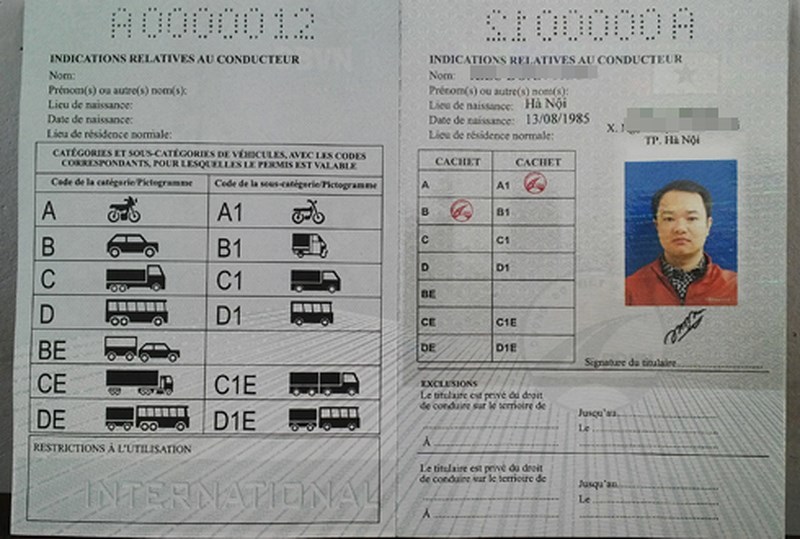 A0000012
INDICATIONS RELATIVES AU CONDUCTEUR
Nom:
Prénom(s) ou autre(s) nom(s):
Lieu de naissance:
Date de naissance:
Lieu de résidence normale:
CATÉGORIES ET SOUS-CATÉGORIES DE VÉHICULES, AVEC LES CODES
CORRESPONDANTS, POUR LESQUELLES LE PERMIS EST VALABLE
Code de la catégorie/Pictogramme Code de la sous-catégorie/Pictogramme
A A1
B B1
C C1
D D1
BE
CE C1E
DE D1E
RESTRICTIONS À L'UTILISATION
INTERNATIONAL
A0000012
INDICATIONS RELATIVES AU CONDUCTEUR
Nom:
Prénom(s) ou autre(s) nom(s):
Lieu de naissance: Hà Nội
Date de naissance: 13/08/1985
Lieu de résidence normale: X.
TP. Hà Nội
CACHET CACHET
A A1
B B1
C C1
D D1
BE
CE C1E
DE D1E
Signature du titulaire
EXCLUSIONS
Le titulaire est privé du droit
de conduire sur le terrioire de
Jusqu'au
Le
À
Le titulaire est privé du droit
de conduire sur le terrioire de
Jusqu'au
Le
À